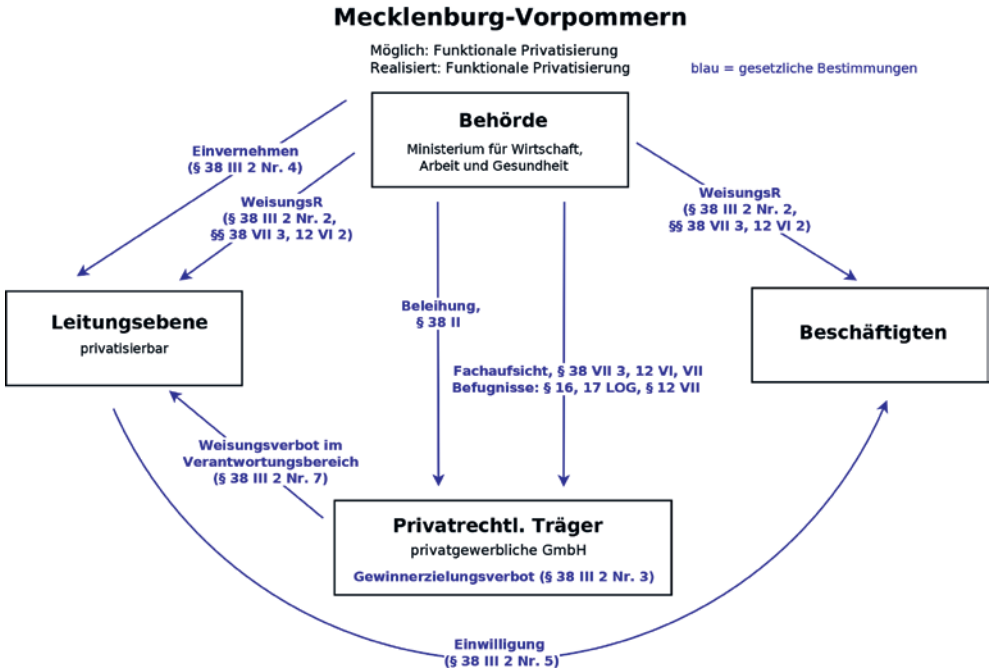 Mecklenburg-Vorpommern
Möglich: Funktionale Privatisierung
Realisiert: Funktionale Privatisierung
blau = gesetzliche Bestimmungen
Behörde
Ministerium für Wirtschaft,
Arbeit und Gesundheit
Einvernehmen
(§ 38 III 2 Nr. 4)
WeisungsR
(§ 38 III 2 Nr. 2,
§§ 38 VII 3, 12 VI 2)
WeisungsR
(§ 38 III 2 Nr. 2,
§§ 38 VII 3, 12 VI 2)
Leitungsebene
privatisierbar
Beleihung,
§ 38 II
Beschäftigten
Fachaufsicht, § 38 VII 3, 12 VI, VII
Befugnisse: § 16, 17 LOG, § 12 VII
Weisungsverbot im
Verantwortungsbereich
(§ 38 III 2 Nr. 7)
Privatrechtl. Träger
privatgewerbliche GmbH
Gewinnerzielungsverbot (§ 38 III 2 Nr. 3)
Einwilligung
(§ 38 III 2 Nr. 5)